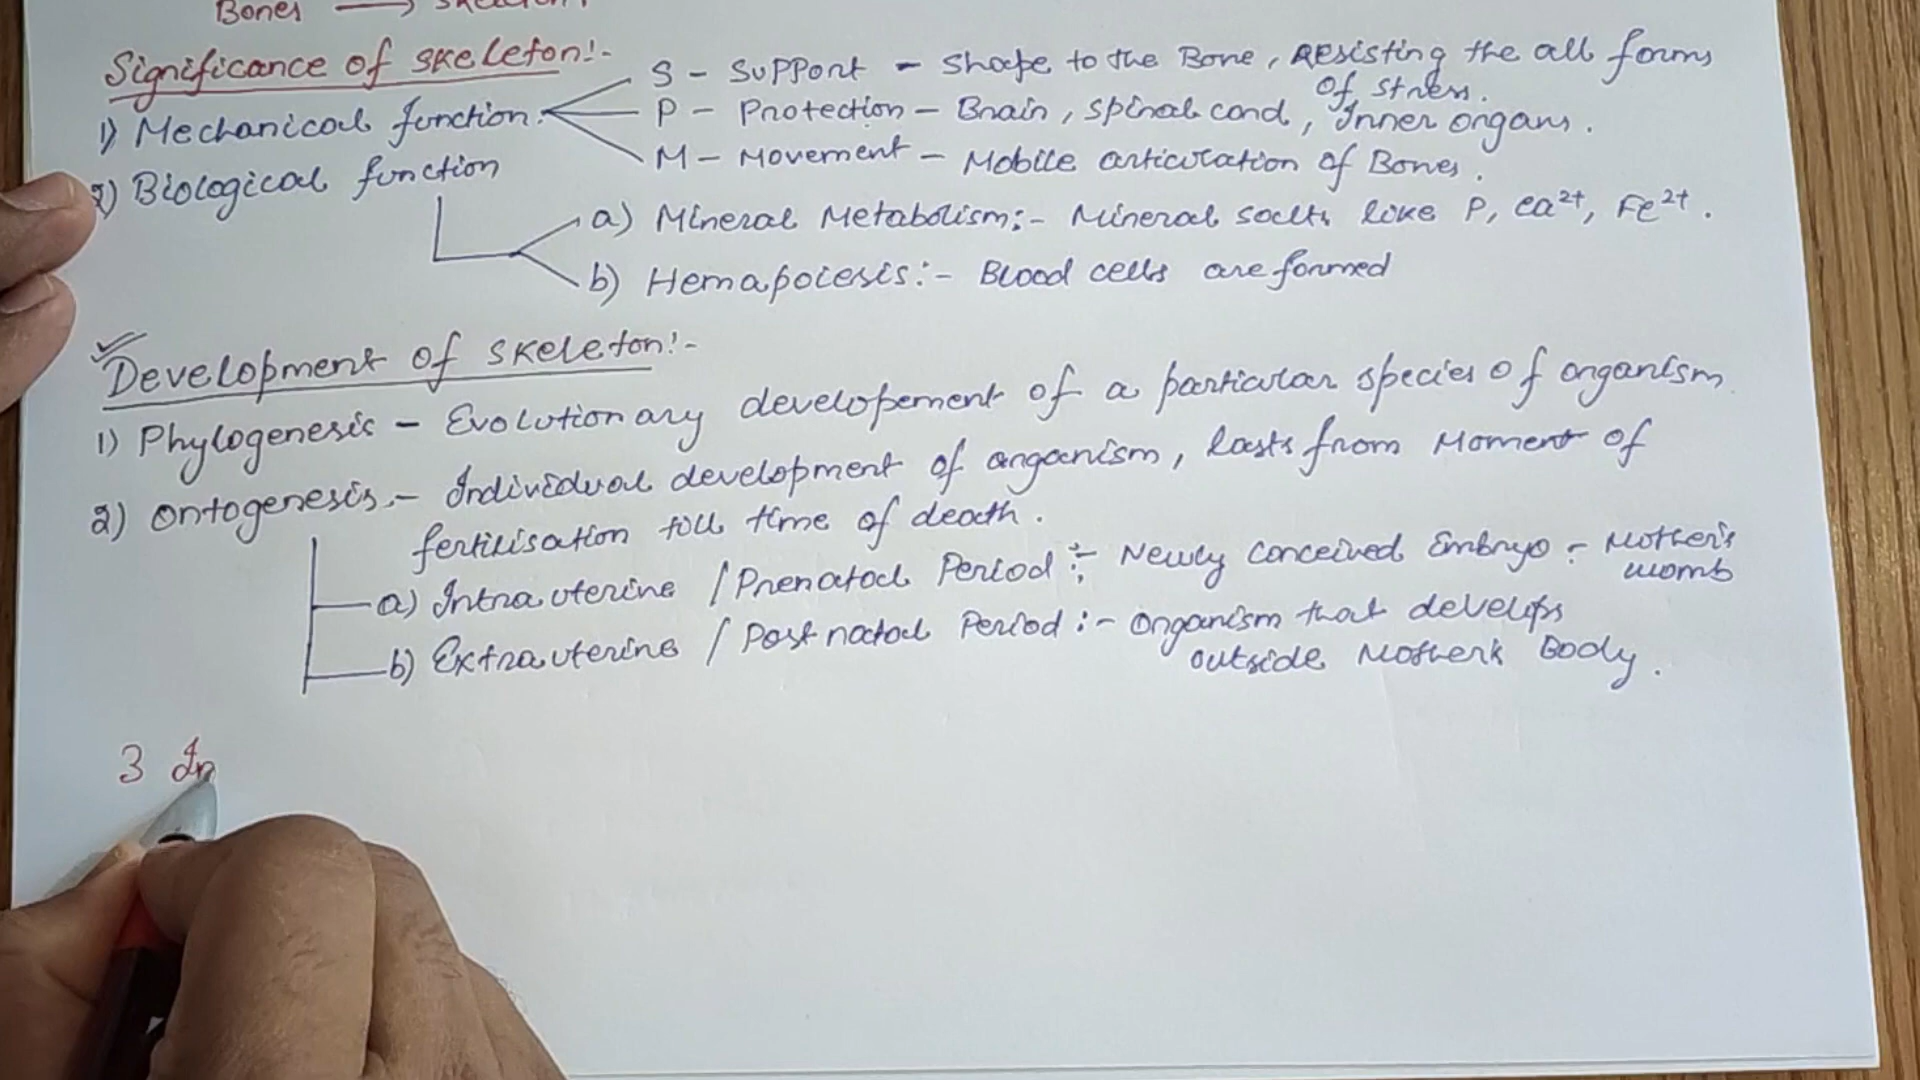 Bones → skeleton.
Significance of skeleton:-
1) Mechanical function:
S - Support - Shape to the Bone, Resisting the all forms of stress.
P - Protection - Brain, spinal cord, Inner organs.
M - Movement - Mobile articulation of Bones.
2) Biological function
a) Mineral Metabolism:- Mineral salts like P, ca²⁺, Fe²⁺.
b) Hemapoiesis:- Blood cells are formed
Development of skeleton:-
1) Phylogenesis - Evolutionary developement of a particular species of organism
2) Ontogenesis - Individual development of organism, lasts from Moment of
fertilisation till time of death.
a) Intrauterine / Prenatal Period :- Newly conceived Embryo - Mother's womb
b) Extrauterine / Post natal Period :- Organism that develops
outside Mother's Body.
3 In